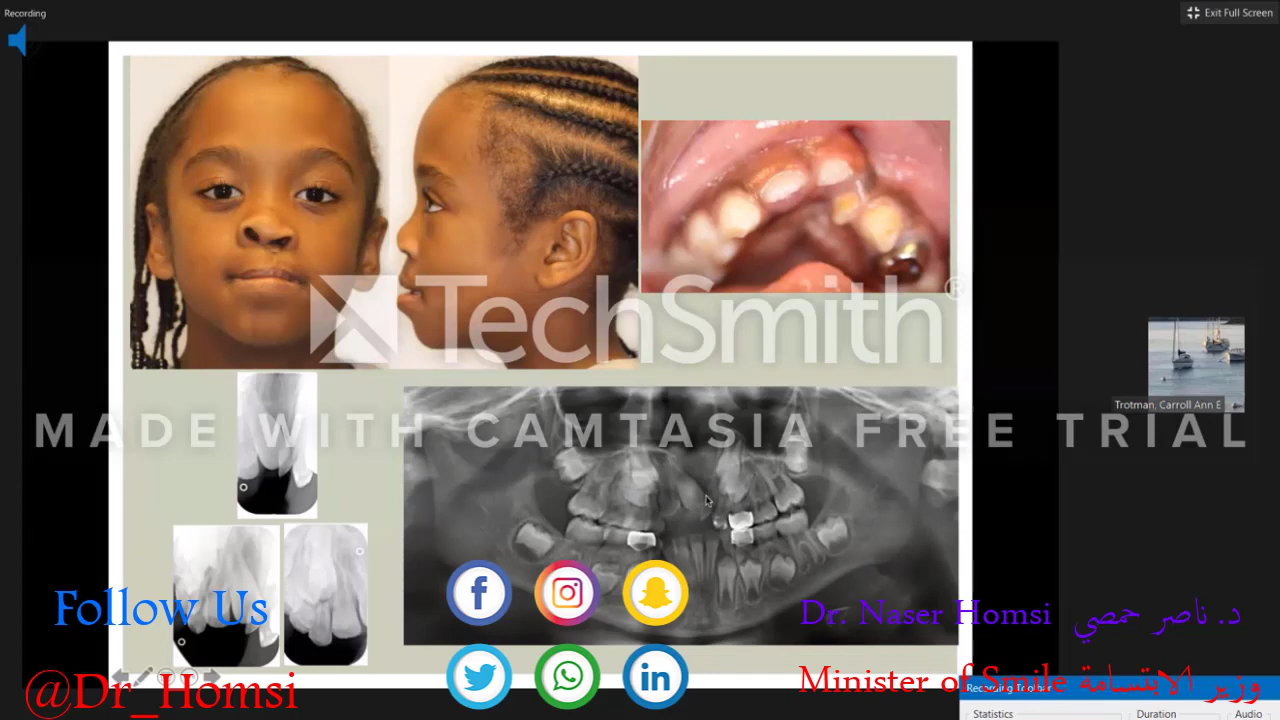 Recording
Exit Full Screen
TechSmith®
Trotman, Carroll Ann E
MADE WITH CAMTASIA FREE TRIAL
Follow Us
Dr. Naser Homsi د. ناصر حمصي
@Dr_Homsi
Minister of Smile وزير الابتسامة
Recording Toolbar
Statistics
Duration
Audio